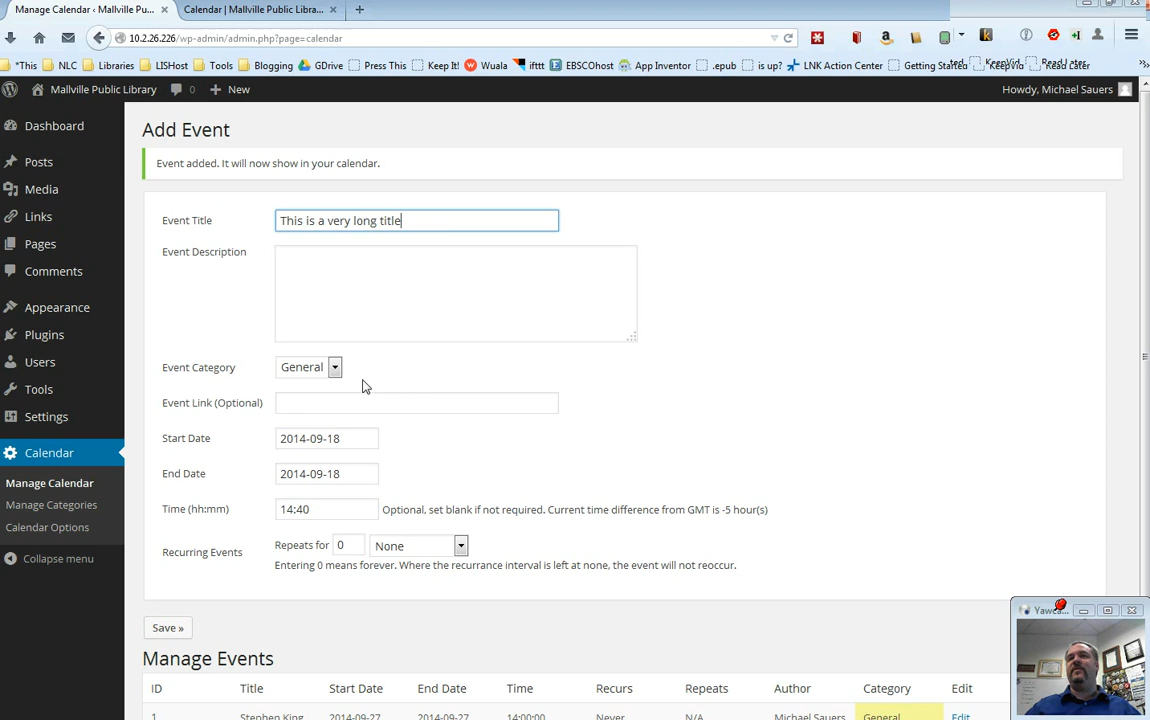 Manage Calendar ‹ Mallville Pu... × Calendar | Mallville Public Libra... × +
10.2.26.226/wp-admin/admin.php?page=calendar
*This NLC Libraries LISHost Tools Blogging GDrive Press This Keep It! Wuala ifttt EBSCOhost App Inventor .epub is up? LNK Action Center Getting Started KeepVid Read Later »
Mallville Public Library 0 + New Howdy, Michael Sauers
Dashboard
Posts
Media
Links
Pages
Comments
Appearance
Plugins
Users
Tools
Settings
Calendar
Manage Calendar
Manage Categories
Calendar Options
Collapse menu
Add Event
Event added. It will now show in your calendar.
Event Title This is a very long title
Event Description
Event Category General
Event Link (Optional)
Start Date 2014-09-18
End Date 2014-09-18
Time (hh:mm) 14:40 Optional, set blank if not required. Current time difference from GMT is -5 hour(s)
Recurring Events Repeats for 0 None
Entering 0 means forever. Where the recurrance interval is left at none, the event will not reoccur.
Save »
Manage Events
ID Title Start Date End Date Time Recurs Repeats Author Category Edit
1 Stephen King 2014-09-27 2014-09-27 14:00:00 Never N/A Michael Sauers General Edit